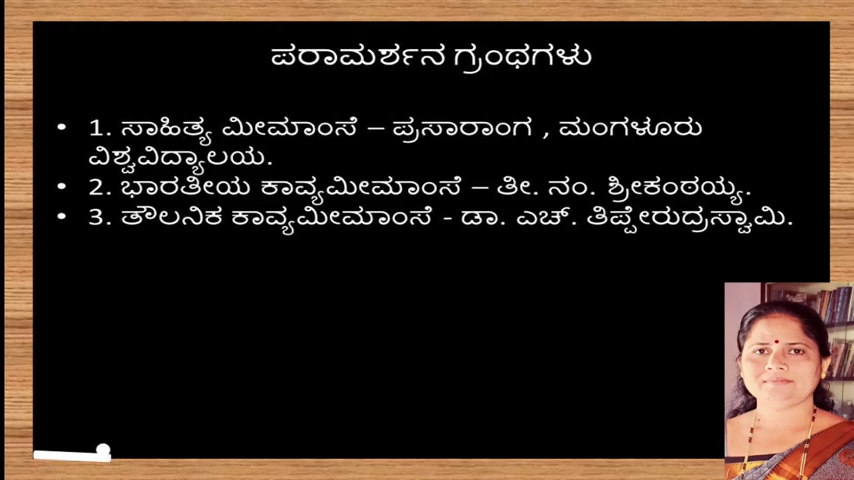 ಪರಾಮರ್ಶನ ಗ್ರಂಥಗಳು
• 1. ಸಾಹಿತ್ಯ ಮೀಮಾಂಸೆ – ಪ್ರಸಾರಾಂಗ , ಮಂಗಳೂರು
ವಿಶ್ವವಿದ್ಯಾಲಯ.
• 2. ಭಾರತೀಯ ಕಾವ್ಯಮೀಮಾಂಸೆ – ತೀ. ನಂ. ಶ್ರೀಕಂಠಯ್ಯ.
• 3. ತೌಲನಿಕ ಕಾವ್ಯಮೀಮಾಂಸೆ - ಡಾ. ಎಚ್. ತಿಪ್ಪೇರುದ್ರಸ್ವಾಮಿ.